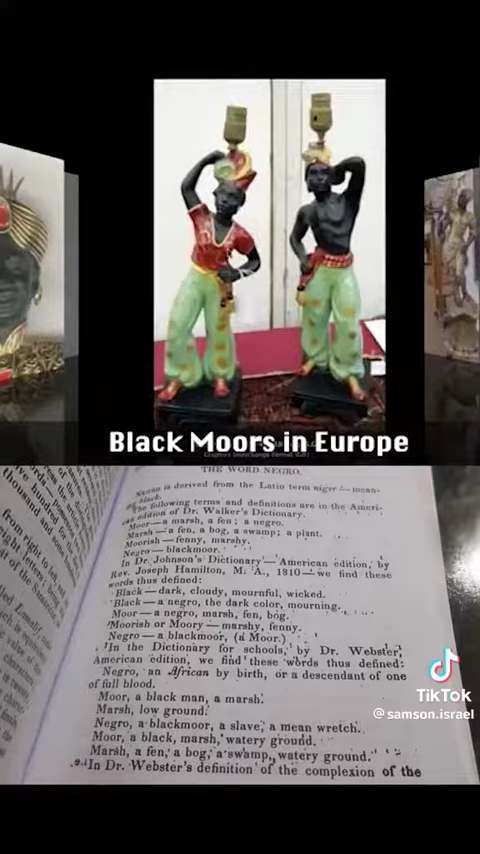 Black Moors in Europe
THE WORD NEGRO.
Negro is derived from the Latin term niger — mean-
ing black.
The following terms and definitions are in the Ameri-
can edition of Dr. Walker's Dictionary.
Moor — a marsh, a fen; a negro.
Marsh — a fen, a bog, a swamp; a plant.
Moorish — fenny, marshy.
Negro — blackmoor.
In Dr. Johnson's Dictionary — American edition, by
Rev. Joseph Hamilton, M. A., 1810 — we find these
words thus defined:
Black — dark, cloudy, mournful, wicked.
Black — a negro, the dark color, mourning.
Moor — a negro, marsh, fen, bog.
Moorish or Moory — marshy, fenny.
Negro — a blackmoor, (a Moor.)
In the Dictionary for schools, by Dr. Webster,
American edition, we find these words thus defined:
Negro, an African by birth, or a descendant of one
of full blood.
Moor, a black man, a marsh.
Marsh, low ground.
Negro, a blackmoor, a slave, a mean wretch.
Moor, a black, marsh, watery ground.
Marsh, a fen, a bog, a swamp, watery ground.
In Dr. Webster's definition of the complexion of the
TikTok
@samson.israel